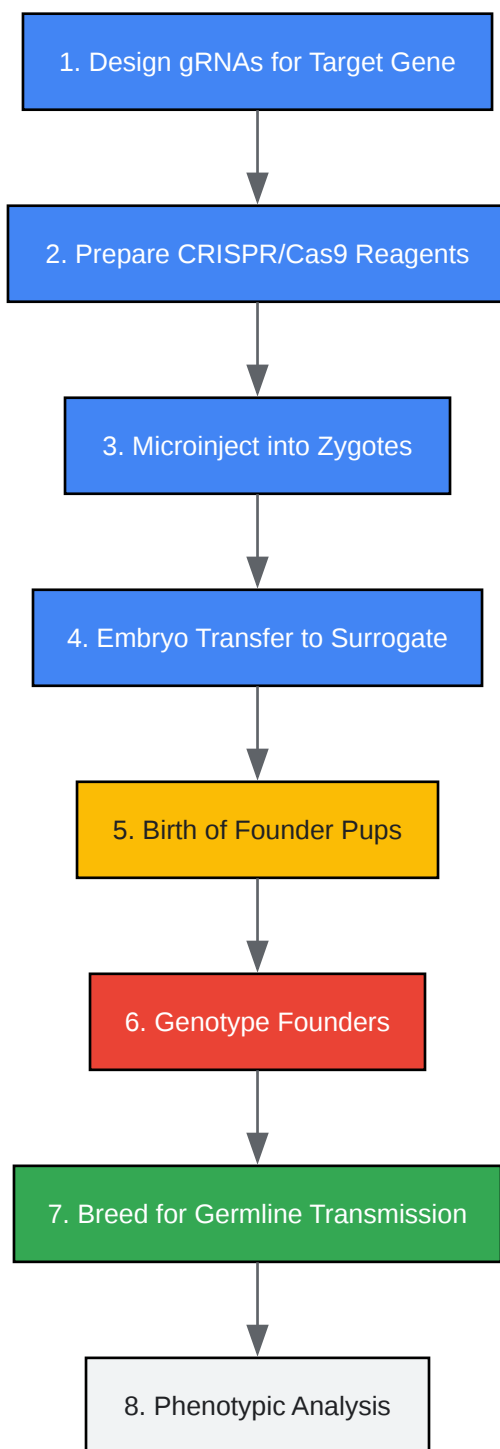 1. Design gRNAs for Target Gene
2. Prepare CRISPR/Cas9 Reagents
3. Microinject into Zygotes
4. Embryo Transfer to Surrogate
5. Birth of Founder Pups
6. Genotype Founders
7. Breed for Germline Transmission
8. Phenotypic Analysis